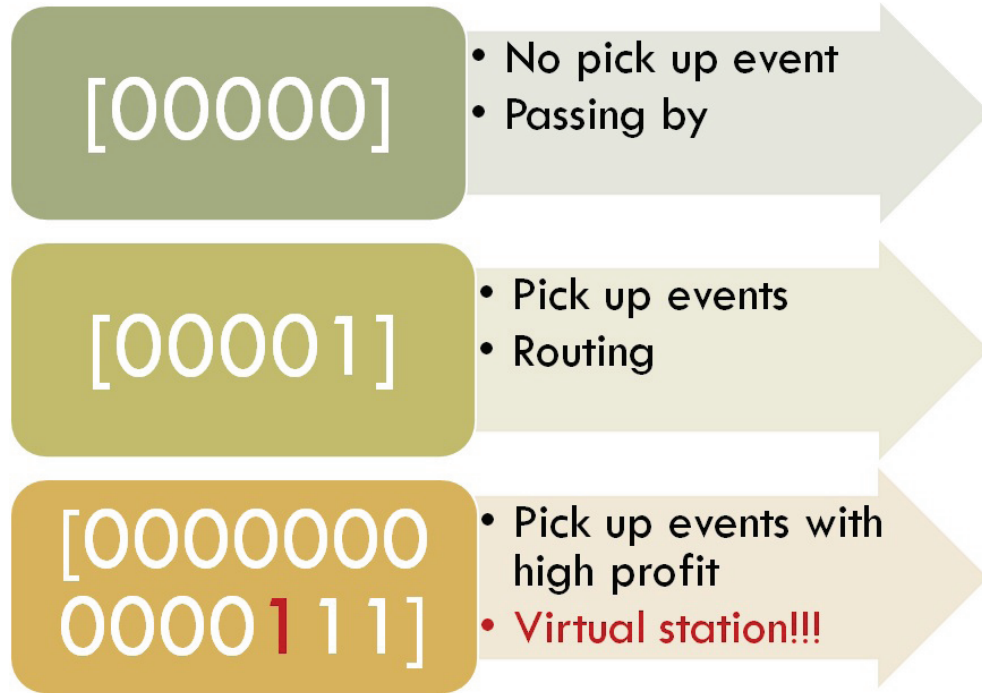 [00000]
• No pick up event
• Passing by
[00001]
• Pick up events
• Routing
[0000000
0000111]
• Pick up events with
high profit
• Virtual station!!!